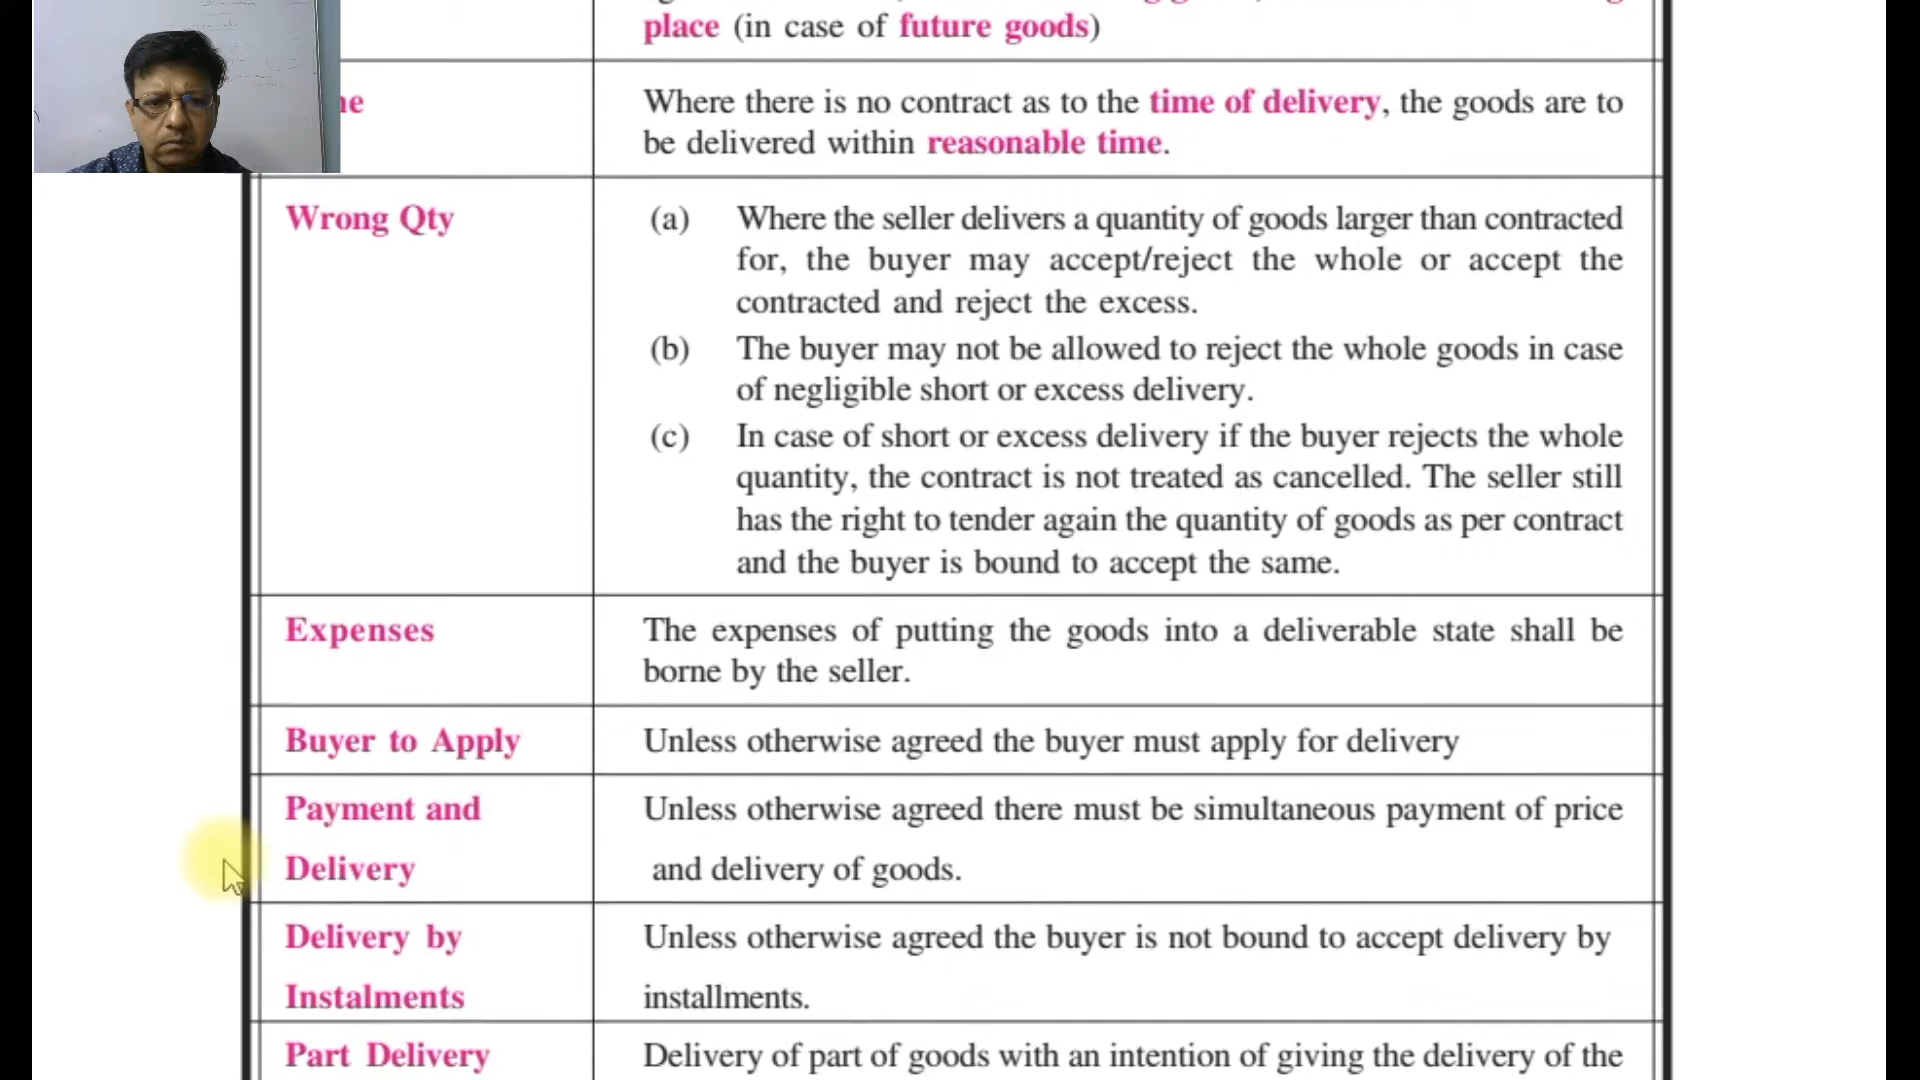 place (in case of future goods)
Where there is no contract as to the time of delivery, the goods are to
be delivered within reasonable time.
Wrong Qty
(a) Where the seller delivers a quantity of goods larger than contracted
for, the buyer may accept/reject the whole or accept the
contracted and reject the excess.
(b) The buyer may not be allowed to reject the whole goods in case
of negligible short or excess delivery.
(c) In case of short or excess delivery if the buyer rejects the whole
quantity, the contract is not treated as cancelled. The seller still
has the right to tender again the quantity of goods as per contract
and the buyer is bound to accept the same.
Expenses
The expenses of putting the goods into a deliverable state shall be
borne by the seller.
Buyer to Apply
Unless otherwise agreed the buyer must apply for delivery
Payment and
Delivery
Unless otherwise agreed there must be simultaneous payment of price
and delivery of goods.
Delivery by
Instalments
Unless otherwise agreed the buyer is not bound to accept delivery by
installments.
Part Delivery
Delivery of part of goods with an intention of giving the delivery of the